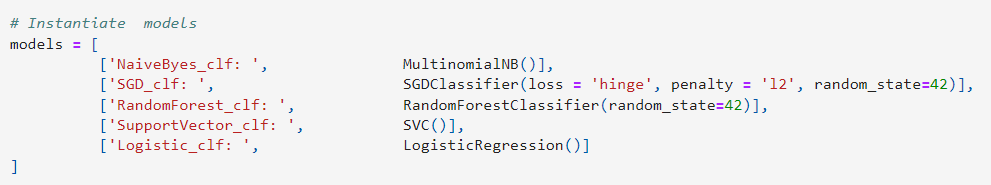 # Instantiate  models
models = [
        ['NaiveByes_clf: ',                MultinomialNB()],
        ['SGD_clf: ',                      SGDClassifier(loss = 'hinge', penalty = 'l2', random_state=42)],
        ['RandomForest_clf: ',             RandomForestClassifier(random_state=42)],
        ['SupportVector_clf: ',            SVC()],
        ['Logistic_clf: ',                 LogisticRegression()]
]